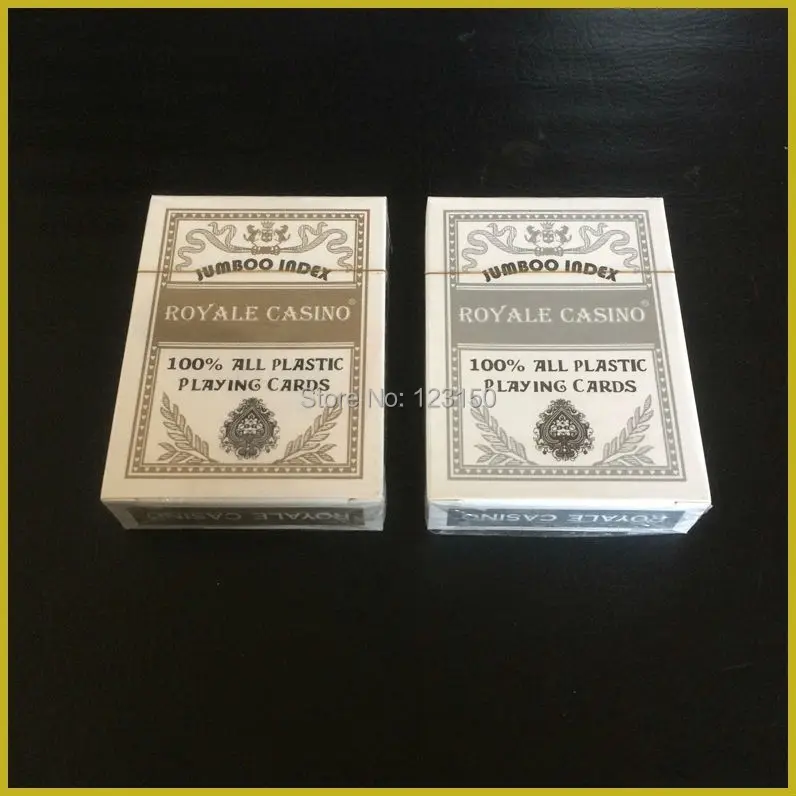 JUMBOO INDEX
ROYALE CASINO®
100% ALL PLASTIC
PLAYING CARDS
ROYALE CASINO
JUMBOO INDEX
ROYALE CASINO®
100% ALL PLASTIC
PLAYING CARDS
ROYALE CASINO
Store No: 123150